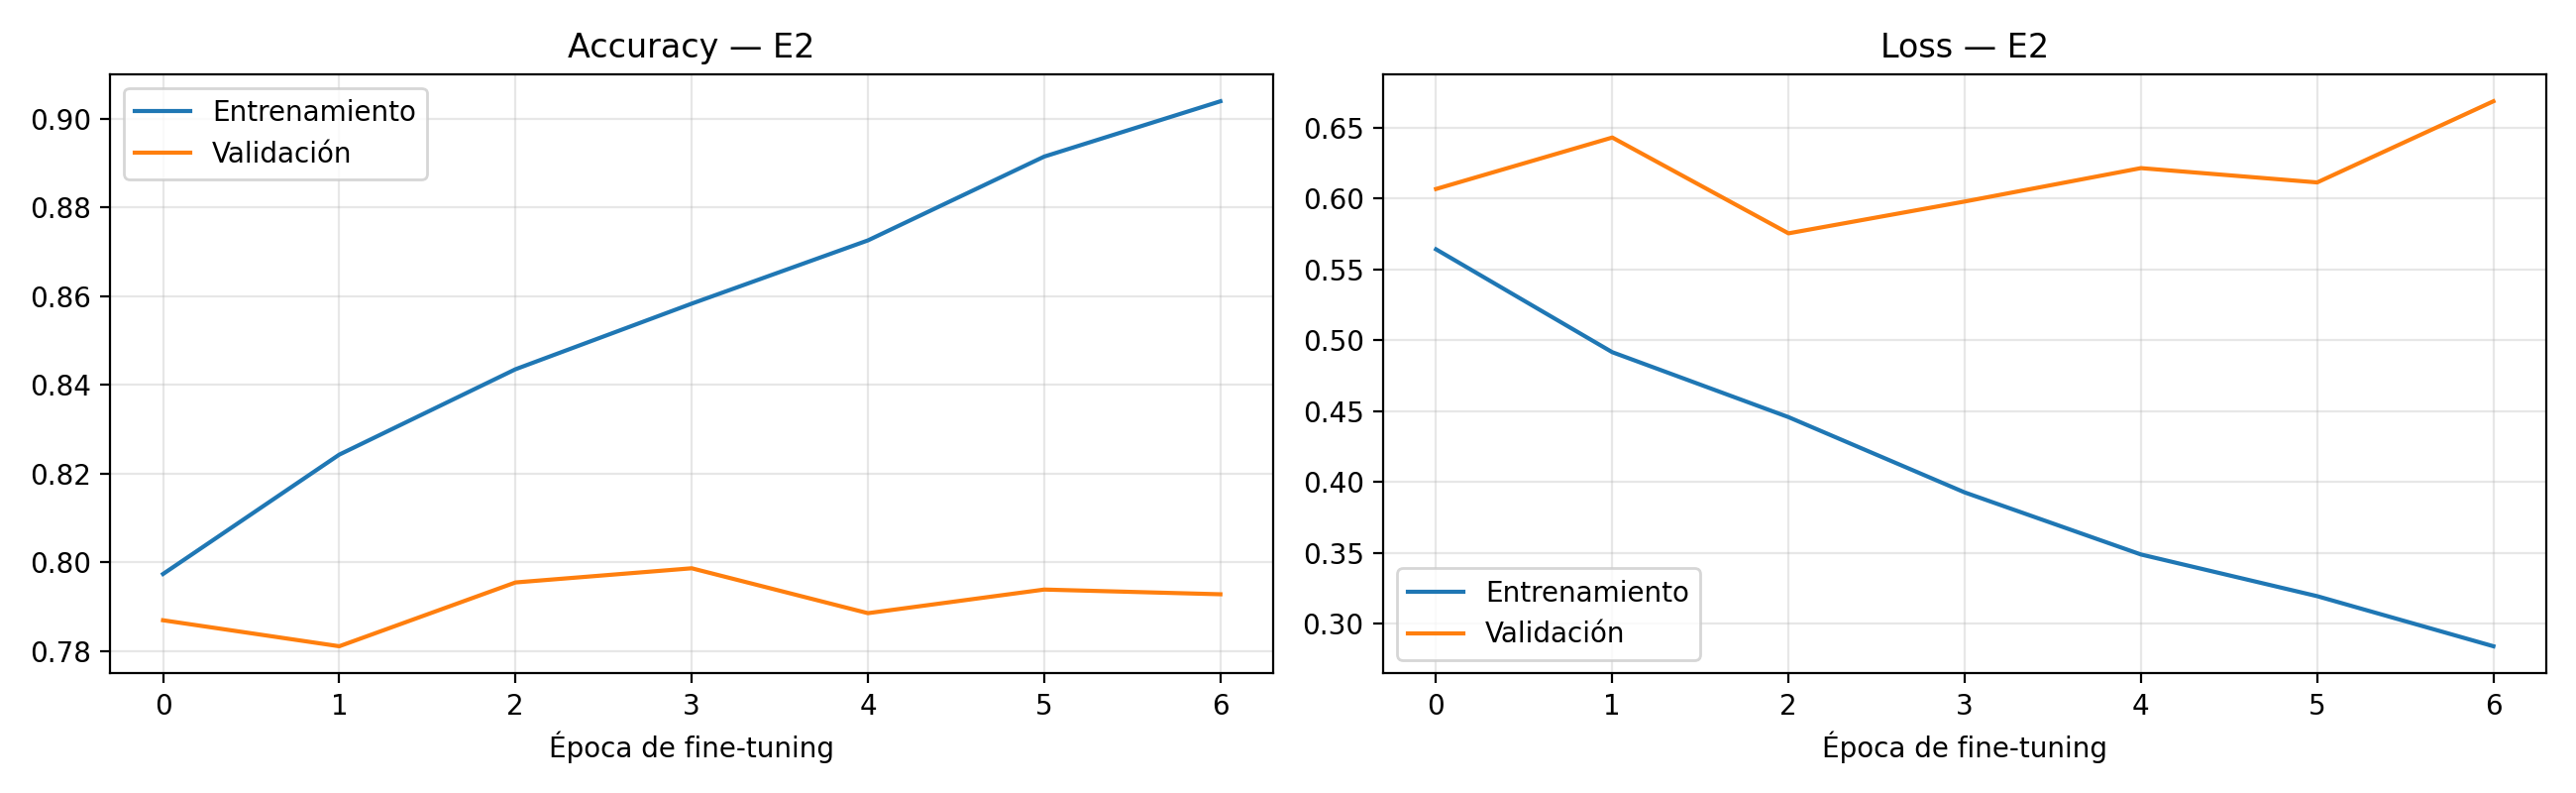 Accuracy — E2
Entrenamiento
Validación
0.90
0.88
0.86
0.84
0.82
0.80
0.78
0 1 2 3 4 5 6
Época de fine-tuning
Loss — E2
0.65
0.60
0.55
0.50
0.45
0.40
0.35
0.30
Entrenamiento
Validación
0 1 2 3 4 5 6
Época de fine-tuning